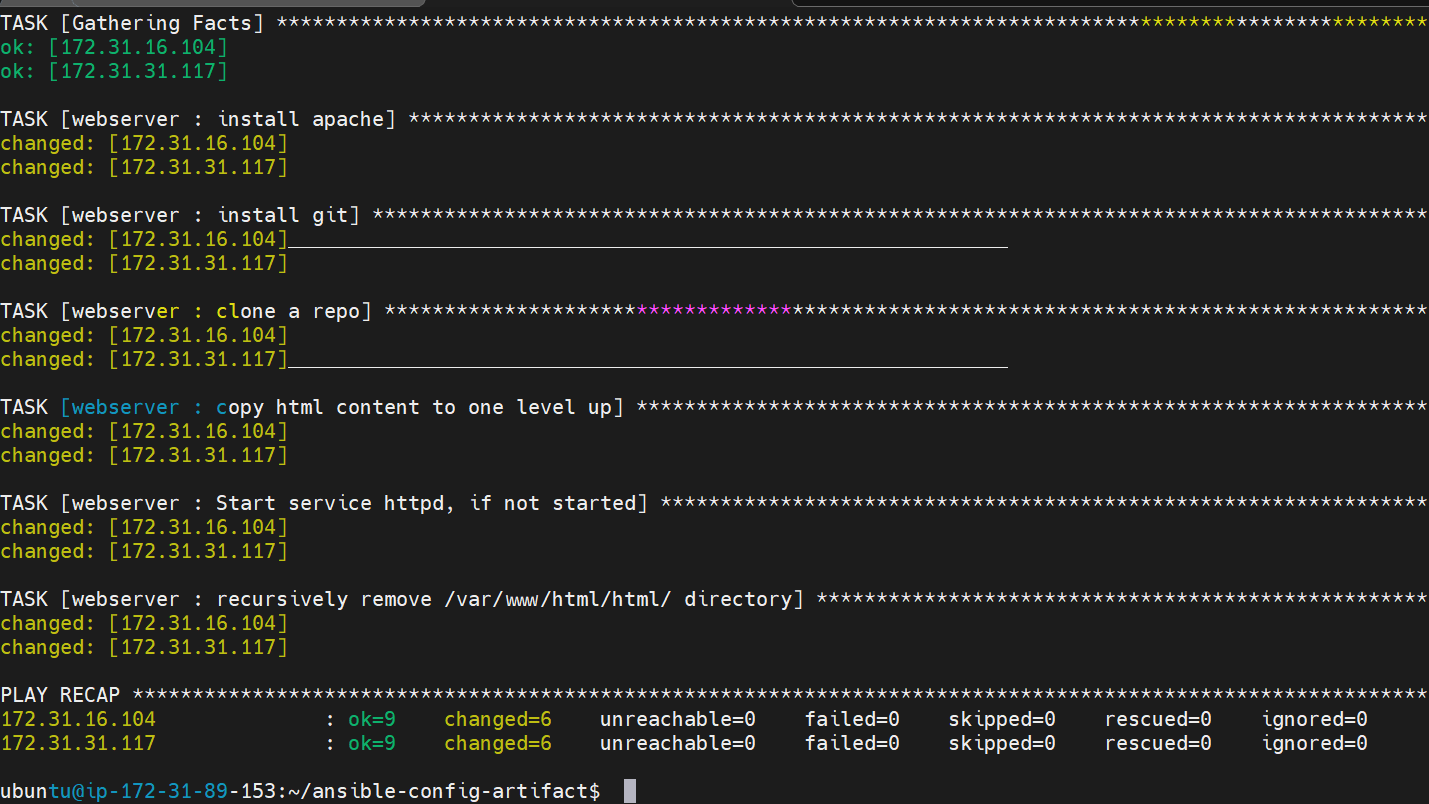 TASK [Gathering Facts] ************************************************************************************************
ok: [172.31.16.104]
ok: [172.31.31.117]
TASK [webserver : install apache] *************************************************************************************
changed: [172.31.16.104]
changed: [172.31.31.117]
TASK [webserver : install git] ****************************************************************************************
changed: [172.31.16.104]
changed: [172.31.31.117]
TASK [webserver : clone a repo] ***************************************************************************************
changed: [172.31.16.104]
changed: [172.31.31.117]
TASK [webserver : copy html content to one level up] ******************************************************************
changed: [172.31.16.104]
changed: [172.31.31.117]
TASK [webserver : Start service httpd, if not started] ****************************************************************
changed: [172.31.16.104]
changed: [172.31.31.117]
TASK [webserver : recursively remove /var/www/html/html/ directory] ***************************************************
changed: [172.31.16.104]
changed: [172.31.31.117]
PLAY RECAP ************************************************************************************************************
172.31.16.104 : ok=9 changed=6 unreachable=0 failed=0 skipped=0 rescued=0 ignored=0
172.31.31.117 : ok=9 changed=6 unreachable=0 failed=0 skipped=0 rescued=0 ignored=0
ubuntu@ip-172-31-89-153:~/ansible-config-artifact$